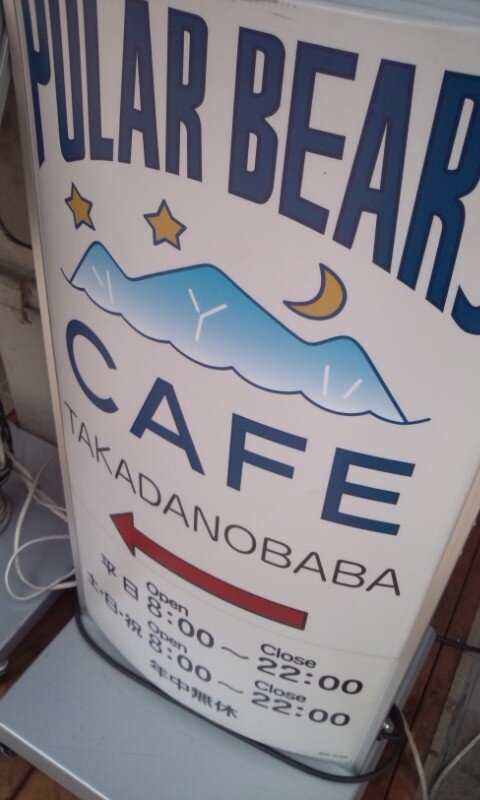 POLAR BEARS
CAFE
TAKADANOBABA
平日 Open 8:00～ Close 22:00
土・日・祝 Open 8:00～ Close 22:00
年中無休